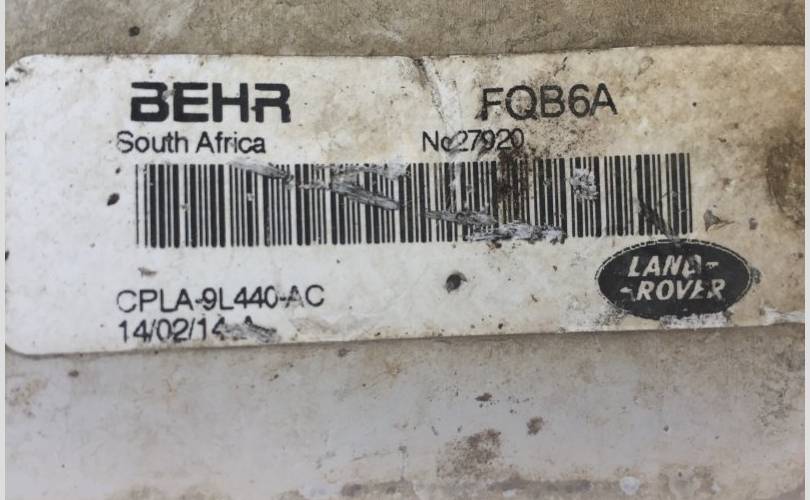 BEHR
FQB6A
South Africa
No27920
CPLA-9L440-AC
14/02/14
LAND-
-ROVER